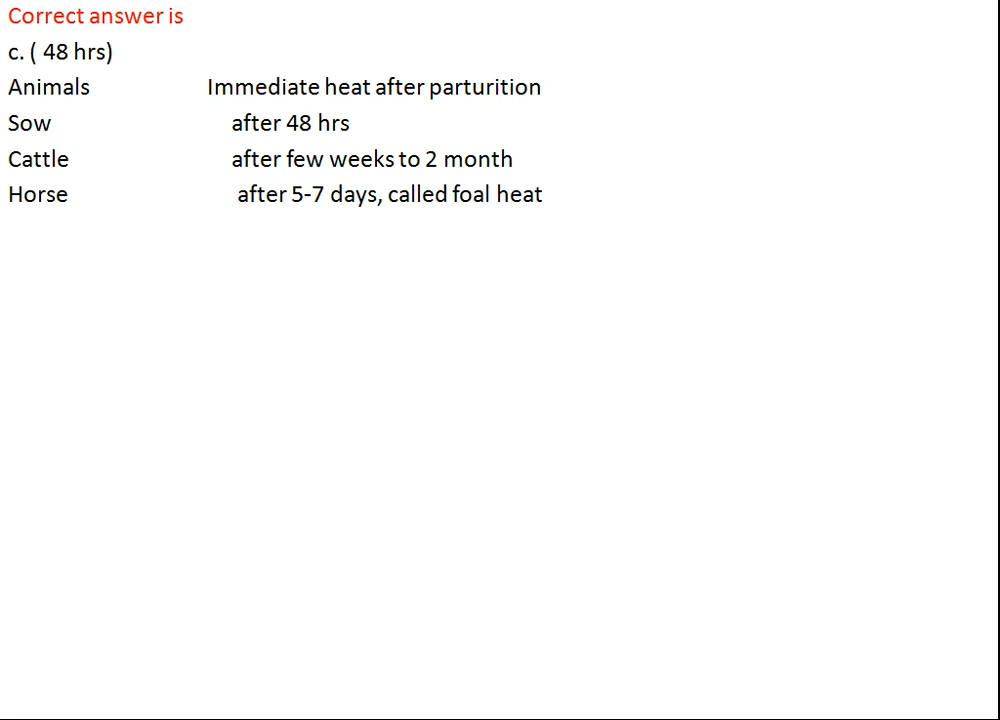 Correct answer is
c. ( 48 hrs)
Animals Immediate heat after parturition
Sow after 48 hrs
Cattle after few weeks to 2 month
Horse after 5-7 days, called foal heat